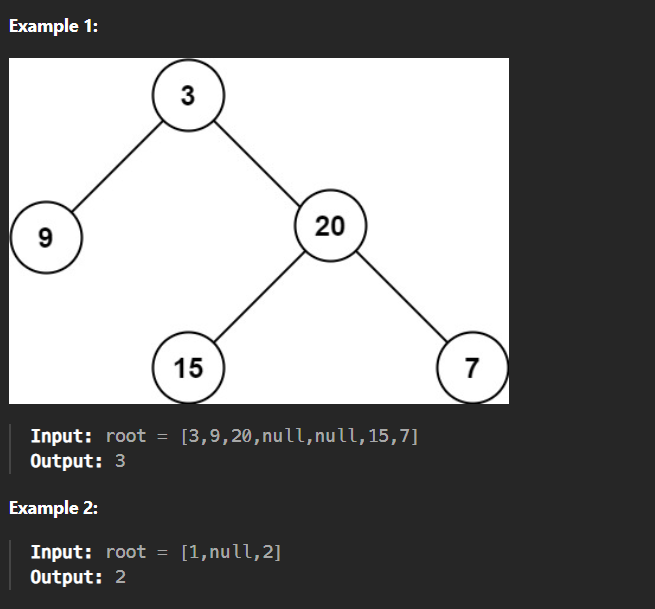 Example 1:
3
9
20
15
7
Input: root = [3,9,20,null,null,15,7]
Output: 3
Example 2:
Input: root = [1,null,2]
Output: 2